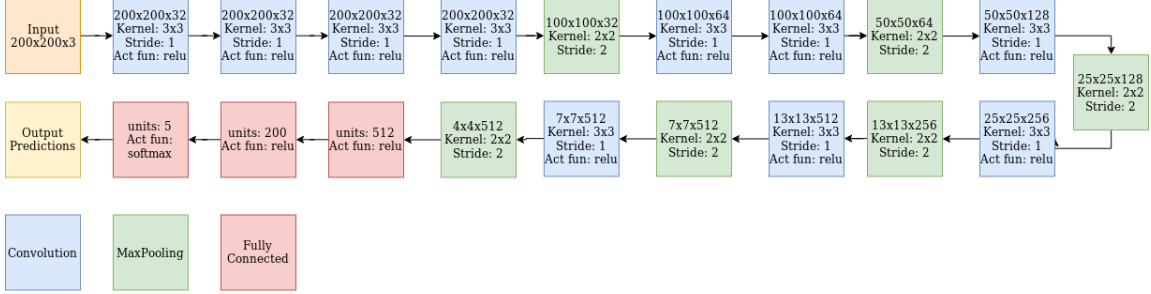 Input
200x200x3
200x200x32
Kernel: 3x3
Stride: 1
Act fun: relu
200x200x32
Kernel: 3x3
Stride: 1
Act fun: relu
200x200x32
Kernel: 3x3
Stride: 1
Act fun: relu
200x200x32
Kernel: 3x3
Stride: 1
Act fun: relu
100x100x32
Kernel: 2x2
Stride: 2
100x100x64
Kernel: 3x3
Stride: 1
Act fun: relu
100x100x64
Kernel: 3x3
Stride: 1
Act fun: relu
50x50x64
Kernel: 2x2
Stride: 2
50x50x128
Kernel: 3x3
Stride: 1
Act fun: relu
25x25x128
Kernel: 2x2
Stride: 2
25x25x256
Kernel: 3x3
Stride: 1
Act fun: relu
13x13x256
Kernel: 2x2
Stride: 2
13x13x512
Kernel: 3x3
Stride: 1
Act fun: relu
7x7x512
Kernel: 2x2
Stride: 2
7x7x512
Kernel: 3x3
Stride: 1
Act fun: relu
4x4x512
Kernel: 2x2
Stride: 2
units: 512
Act fun: relu
units: 200
Act fun: relu
units: 5
Act fun:
softmax
Output
Predictions
Convolution
MaxPooling
Fully
Connected